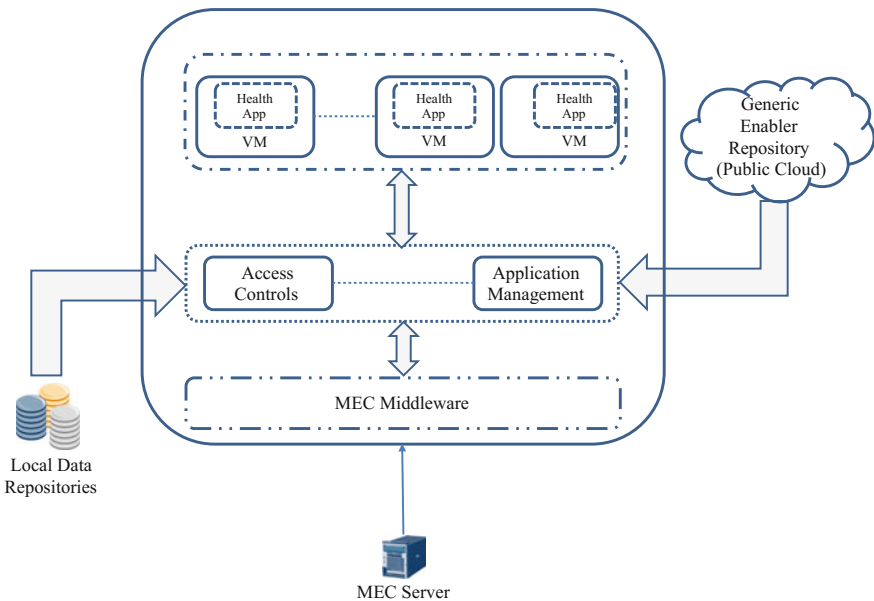 Health
App
VM
Health
App
VM
Health
App
VM
Generic
Enabler
Repository
(Public Cloud)
Access
Controls
Application
Management
MEC Middleware
Local Data
Repositories
MEC Server